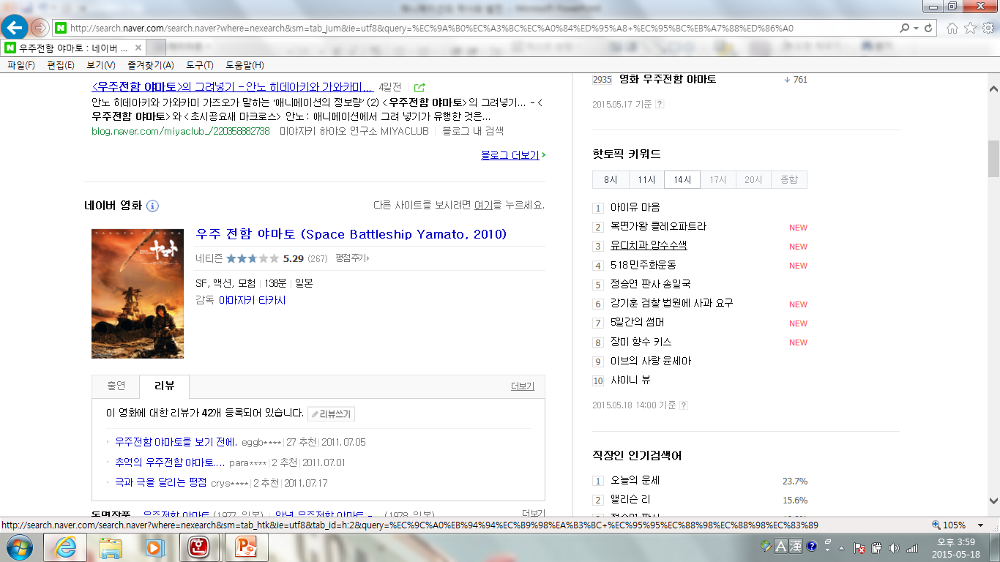 http://search.naver.com/search.naver?where=nexearch&sm=tab_jum&ie=utf8&query=%EC%9A%B0%EC%A3%BC%EC%A0%84%ED%95%A8+%EC%95%BC%EB%A7%88%ED%86%A0
우주전함 야마토 : 네이버 ...
파일(F) 편집(E) 보기(V) 즐겨찾기(A) 도구(T) 도움말(H)
<우주전함 야마토>의 그려넣기 - 안노 히데아키와 가와카미... 4일전
안노 히데아키와 가와카미 가즈오가 말하는 '애니메이션의 정보량' (2) <우주전함 야마토>의 그려넣기... - <
우주전함 야마토>와 <초시공요새 마크로스> 안노 : 애니메이션에서 그려 넣기가 유행한 것은...
blog.naver.com/miyaclub_/220358882738 미야자키 하야오 연구소 MIYACLUB 블로그 내 검색
블로그 더보기
네이버 영화
다른 사이트를 보시려면 여기를 누르세요.
우주 전함 야마토 (Space Battleship Yamato, 2010)
네티즌 5.29 (267) 평점주기
SF, 액션, 모험 138분 일본
감독 야마자키 타카시
ヤマト
출연 리뷰 더보기
이 영화에 대한 리뷰가 42개 등록되어 있습니다. 리뷰쓰기
우주전함 야마토를 보기 전에. eggb**** 27 추천 2011.07.05
추억의 우주전함 야마토.... para**** 2 추천 2011.07.01
극과 극을 달리는 평점 crys**** 2 추천 2011.07.17
동명작품 우주전함 야마토 (1977, 일본) 안녕 우주전함 야마토 - ... (1978, 일본) 더보기
2935 영화 우주전함 야마토 761
2015.05.17 기준 ?
핫토픽 키워드
8시 11시 14시 17시 20시 종합
1 아이유 마음
2 복면가왕 클레오파트라 NEW
3 유디치과 압수수색 NEW
4 5·18 민주화운동 NEW
5 정승연 판사 송일국
6 강기훈 검찰 법원에 사과 요구 NEW
7 5일간의 썸머 NEW
8 장미 향수 키스 NEW
9 이브의 사랑 윤세아
10 샤이니 뷰
2015.05.18 14:00 기준 ?
직장인 인기검색어
1 오늘의 운세 23.7%
2 앨리슨 리 15.6%
정승연 판사
http://search.naver.com/search.naver?where=nexearch&sm=tab_htk&ie=utf8&tab_id=h:2&query=%EC%9C%A0%EB%94%94%EC%B9%98%EA%B3%BC+%EC%95%95%EC%88%98%EC%88%98%EC%83%89
105%
A 漢
오후 3:59
2015-05-18